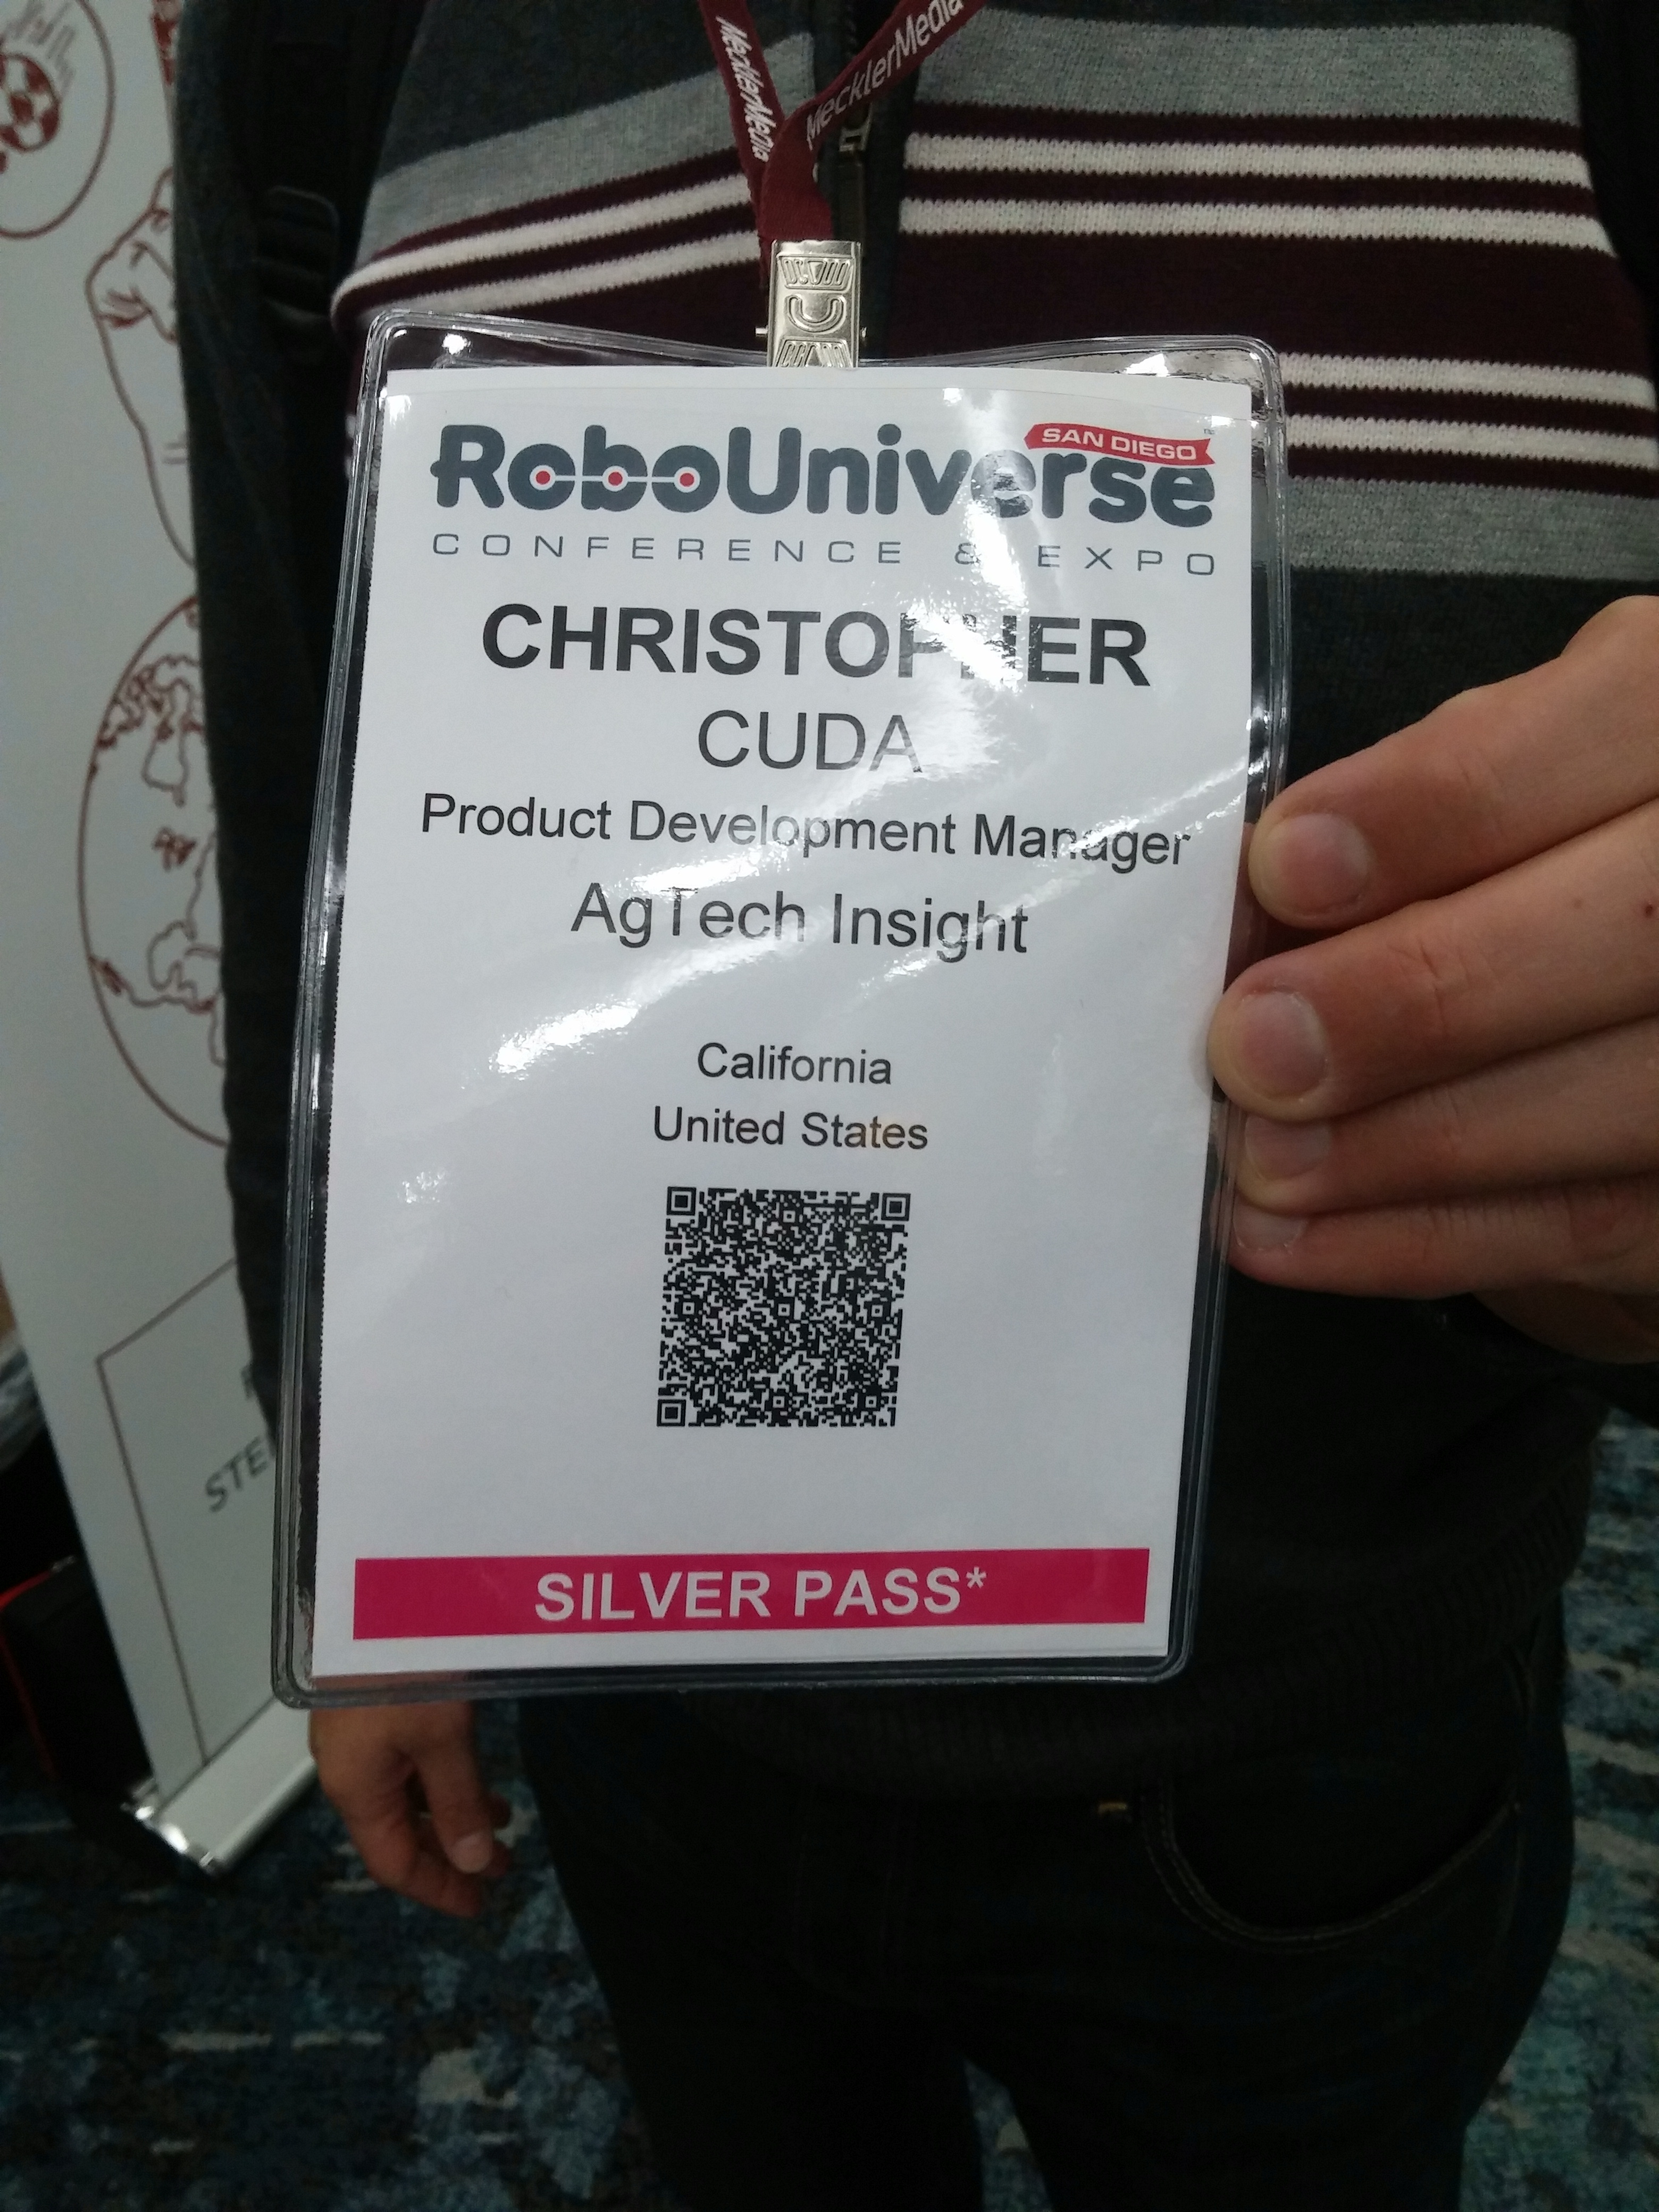 MecklerMedia
MecklerMedia
SAN DIEGO
RoboUniverse
CONFERENCE & EXPO
CHRISTOPHER
CUDA
Product Development Manager
AgTech Insight
California
United States
SILVER PASS*